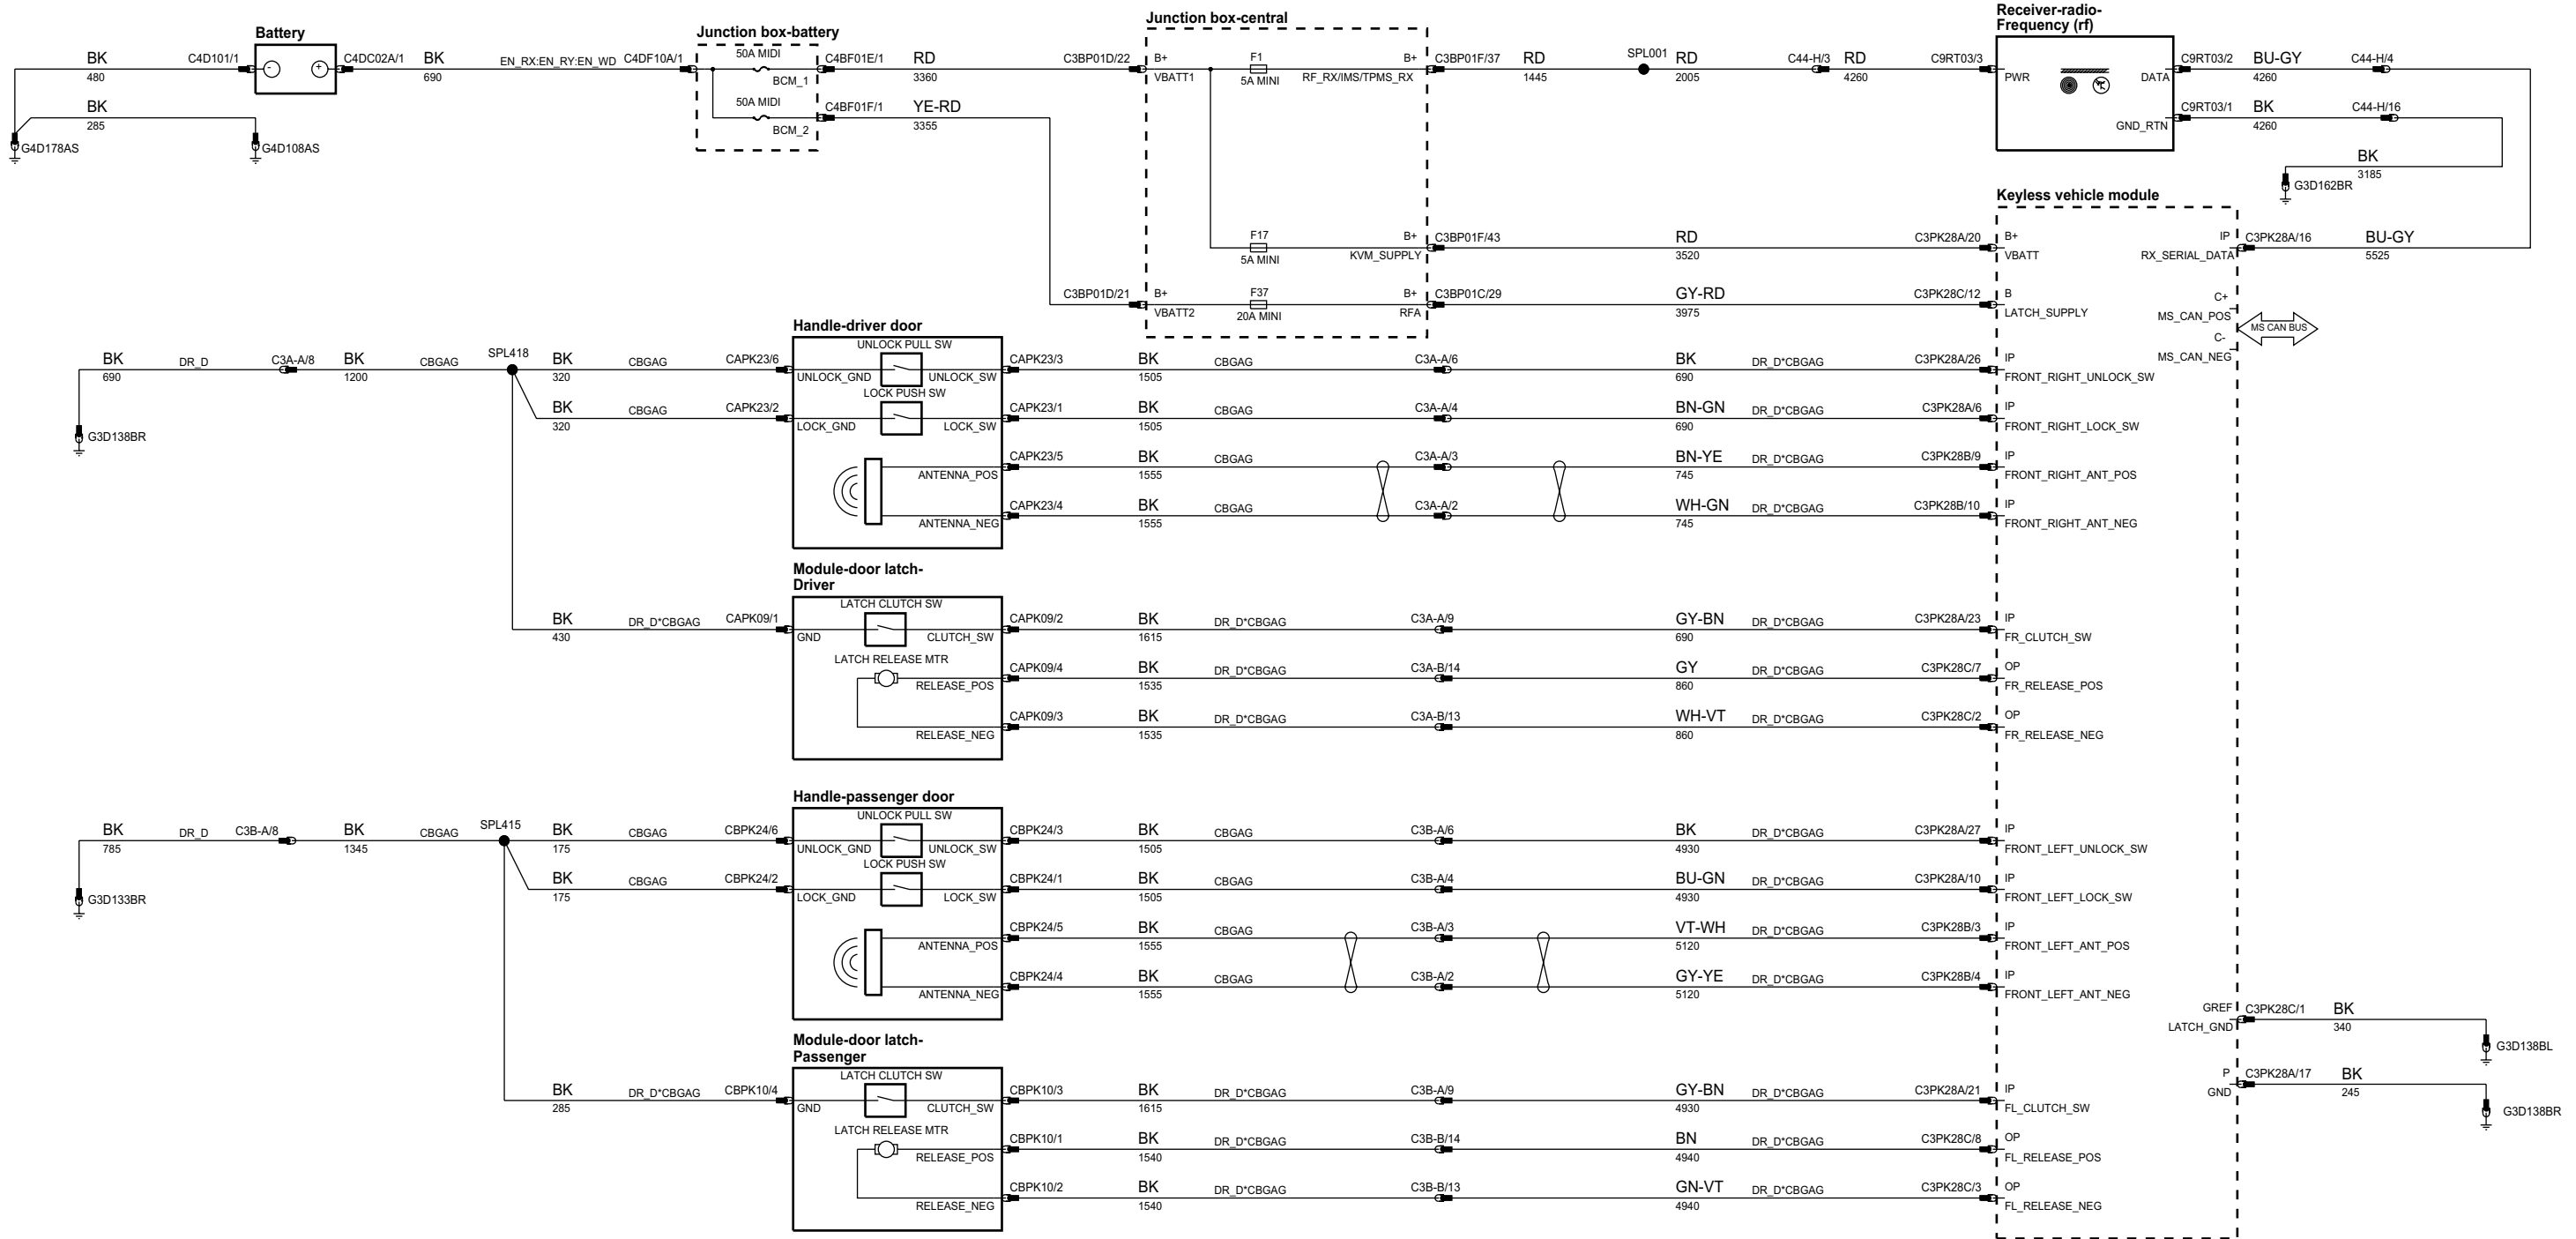 Battery
BK
480
C4D101/1
-
+
C4DC02A/1
BK
690
EN_RX:EN_RY:EN_WD
C4DF10A/1
BK
285
G4D178AS
G4D108AS
Junction box-battery
50A MIDI
BCM_1
50A MIDI
BCM_2
C4BF01E/1
RD
3360
C4BF01F/1
YE-RD
3355
Junction box-central
C3BP01D/22
B+
VBATT1
F1
5A MINI
B+
RF_RX/IMS/TPMS_RX
C3BP01F/37
RD
1445
SPL001
RD
2005
C44-H/3
RD
4260
C9RT03/3
F17
5A MINI
B+
KVM_SUPPLY
C3BP01F/43
RD
3520
C3PK28A/20
C3BP01D/21
B+
VBATT2
F37
20A MINI
B+
RFA
C3BP01C/29
GY-RD
3975
C3PK28C/12
Receiver-radio-
Frequency (rf)
PWR
DATA
GND_RTN
C9RT03/2
BU-GY
4260
C44-H/4
C9RT03/1
BK
4260
C44-H/16
BK
3185
G3D162BR
Keyless vehicle module
B+
VBATT
IP
RX_SERIAL_DATA
C3PK28A/16
BU-GY
5525
B
LATCH_SUPPLY
C+
MS_CAN_POS
C-
MS_CAN_NEG
MS CAN BUS
Handle-driver door
BK
690
DR_D
C3A-A/8
BK
1200
CBGAG
SPL418
BK
320
CBGAG
CAPK23/6
UNLOCK PULL SW
UNLOCK_GND
UNLOCK_SW
CAPK23/3
BK
1505
CBGAG
C3A-A/6
BK
690
DR_D*CBGAG
C3PK28A/26
IP
FRONT_RIGHT_UNLOCK_SW
G3D138BR
BK
320
CBGAG
CAPK23/2
LOCK PUSH SW
LOCK_GND
LOCK_SW
CAPK23/1
BK
1505
CBGAG
C3A-A/4
BN-GN
690
DR_D*CBGAG
C3PK28A/6
IP
FRONT_RIGHT_LOCK_SW
ANTENNA_POS
CAPK23/5
BK
1555
CBGAG
C3A-A/3
BN-YE
745
DR_D*CBGAG
C3PK28B/9
IP
FRONT_RIGHT_ANT_POS
ANTENNA_NEG
CAPK23/4
BK
1555
CBGAG
C3A-A/2
WH-GN
745
DR_D*CBGAG
C3PK28B/10
IP
FRONT_RIGHT_ANT_NEG
Module-door latch-
Driver
BK
430
DR_D*CBGAG
CAPK09/1
LATCH CLUTCH SW
GND
CLUTCH_SW
CAPK09/2
BK
1615
DR_D*CBGAG
C3A-A/9
GY-BN
690
DR_D*CBGAG
C3PK28A/23
IP
FR_CLUTCH_SW
LATCH RELEASE MTR
RELEASE_POS
CAPK09/4
BK
1535
DR_D*CBGAG
C3A-B/14
GY
860
DR_D*CBGAG
C3PK28C/7
OP
FR_RELEASE_POS
RELEASE_NEG
CAPK09/3
BK
1535
DR_D*CBGAG
C3A-B/13
WH-VT
860
DR_D*CBGAG
C3PK28C/2
OP
FR_RELEASE_NEG
Handle-passenger door
BK
785
DR_D
C3B-A/8
BK
1345
CBGAG
SPL415
BK
175
CBGAG
CBPK24/6
UNLOCK PULL SW
UNLOCK_GND
UNLOCK_SW
CBPK24/3
BK
1505
CBGAG
C3B-A/6
BK
4930
DR_D*CBGAG
C3PK28A/27
IP
FRONT_LEFT_UNLOCK_SW
G3D133BR
BK
175
CBGAG
CBPK24/2
LOCK PUSH SW
LOCK_GND
LOCK_SW
CBPK24/1
BK
1505
CBGAG
C3B-A/4
BU-GN
4930
DR_D*CBGAG
C3PK28A/10
IP
FRONT_LEFT_LOCK_SW
ANTENNA_POS
CBPK24/5
BK
1555
CBGAG
C3B-A/3
VT-WH
5120
DR_D*CBGAG
C3PK28B/3
IP
FRONT_LEFT_ANT_POS
ANTENNA_NEG
CBPK24/4
BK
1555
CBGAG
C3B-A/2
GY-YE
5120
DR_D*CBGAG
C3PK28B/4
IP
FRONT_LEFT_ANT_NEG
GREF
LATCH_GND
C3PK28C/1
BK
340
G3D138BL
P
GND
C3PK28A/17
BK
245
G3D138BR
Module-door latch-
Passenger
BK
285
DR_D*CBGAG
CBPK10/4
LATCH CLUTCH SW
GND
CLUTCH_SW
CBPK10/3
BK
1615
DR_D*CBGAG
C3B-A/9
GY-BN
4930
DR_D*CBGAG
C3PK28A/21
IP
FL_CLUTCH_SW
LATCH RELEASE MTR
RELEASE_POS
CBPK10/1
BK
1540
DR_D*CBGAG
C3B-B/14
BN
4940
DR_D*CBGAG
C3PK28C/8
OP
FL_RELEASE_POS
RELEASE_NEG
CBPK10/2
BK
1540
DR_D*CBGAG
C3B-B/13
GN-VT
4940
DR_D*CBGAG
C3PK28C/3
OP
FL_RELEASE_NEG